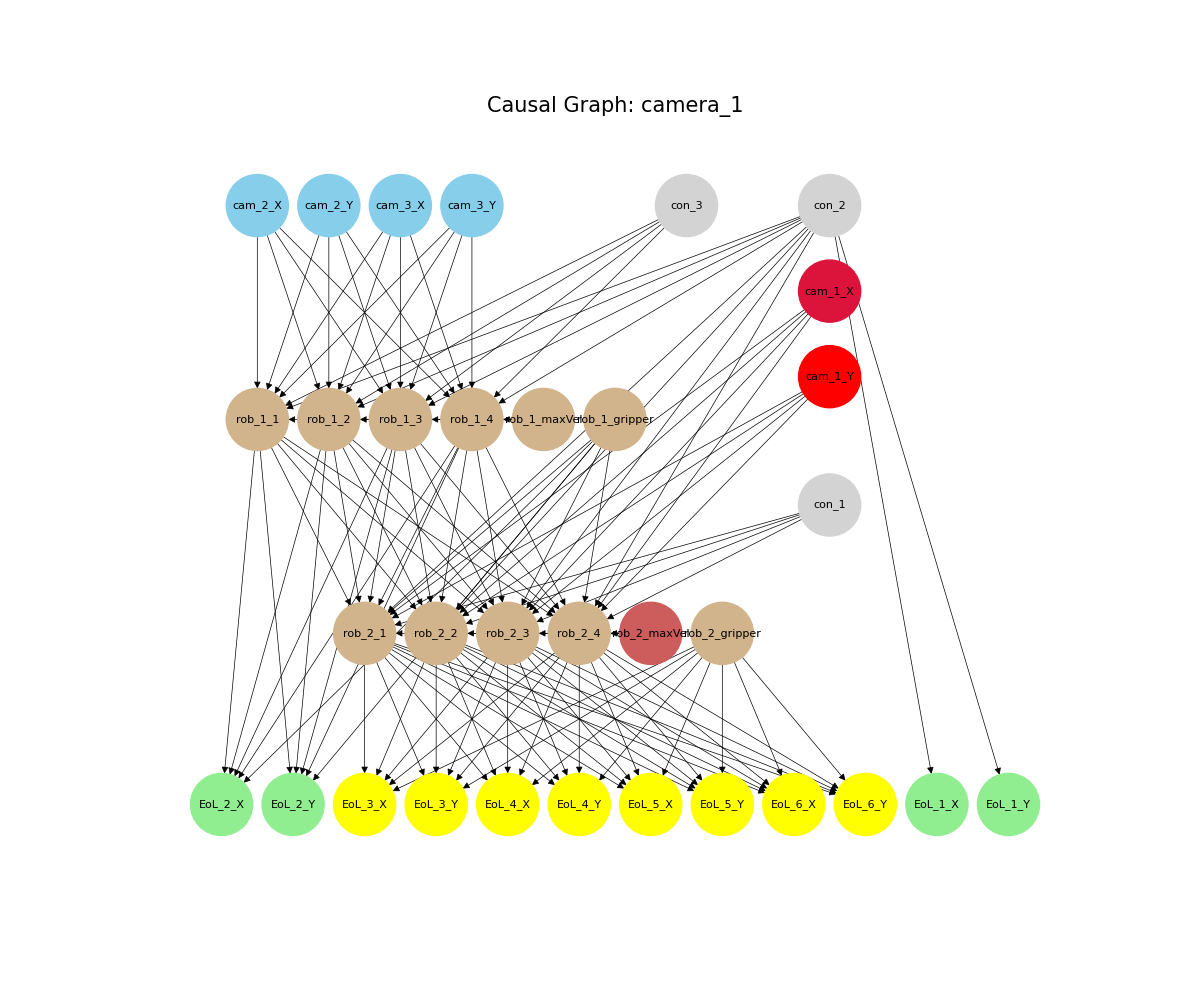 Causal Graph: camera_1
cam_2_X cam_2_Y cam_3_X cam_3_Y con_3 con_2
cam_1_X
cam_1_Y
rob_1_1 rob_1_2 rob_1_3 rob_1_4 rob_1_maxVel rob_1_gripper
con_1
rob_2_1 rob_2_2 rob_2_3 rob_2_4 rob_2_maxVel rob_2_gripper
EoL_2_X EoL_2_Y EoL_3_X EoL_3_Y EoL_4_X EoL_4_Y EoL_5_X EoL_5_Y EoL_6_X EoL_6_Y EoL_1_X EoL_1_Y